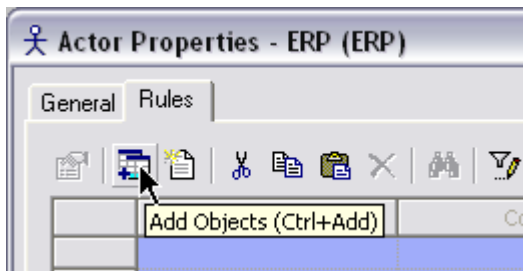 Actor Properties - ERP (ERP)
General Rules
Add Objects (Ctrl+Add)